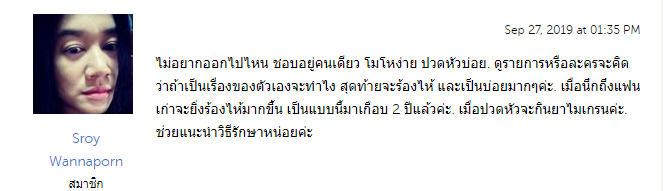 Sep 27, 2019 at 01:35 PM
ไม่อยากออกไปไหน ชอบอยู่คนเดียว โมโหง่าย ปวดหัวบ่อย. ดูรายการหรือละครจะคิด
ว่าถ้าเป็นเรื่องของตัวเองจะทำไง สุดท้ายจะร้องไห้ และเป็นบ่อยมากๆค่ะ. เมื่อนึกถึงแฟน
เก่าจะยิ่งร้องไห้มากขึ้น เป็นแบบนี้มาเกือบ 2 ปีแล้วค่ะ. เมื่อปวดหัวจะกินยาไมเกรนค่ะ.
ช่วยแนะนำวิธีรักษาหน่อยค่ะ
Sroy
Wannaporn
สมาชิก